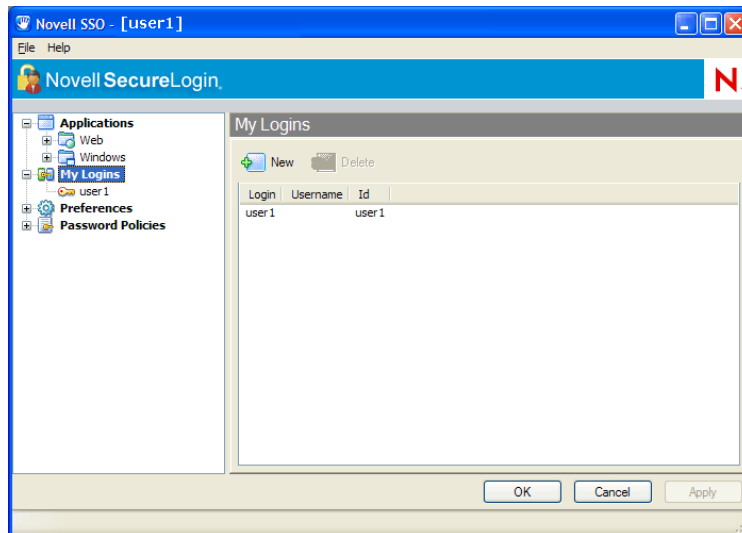 Novell SSO - [user1]
File Help
Novell SecureLogin.
N
Applications
Web
Windows
My Logins
user1
Preferences
Password Policies
My Logins
New Delete
Login Username Id
user1 user1
OK Cancel Apply